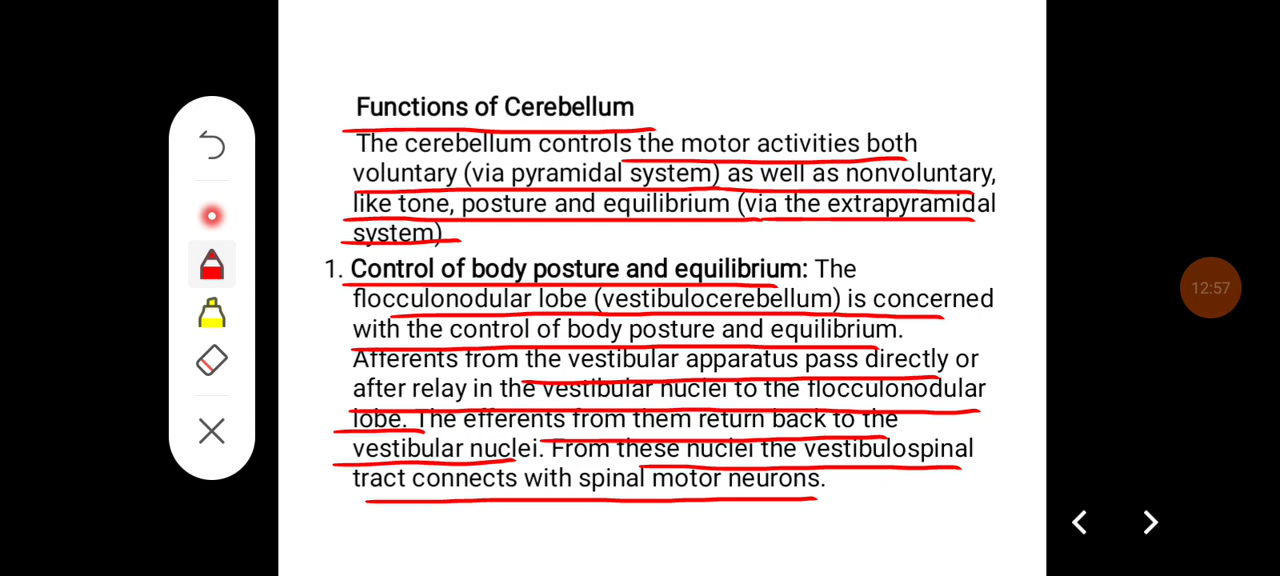 Functions of Cerebellum
The cerebellum controls the motor activities both
voluntary (via pyramidal system) as well as nonvoluntary,
like tone, posture and equilibrium (via the extrapyramidal
system)
1. Control of body posture and equilibrium: The
flocculonodular lobe (vestibulocerebellum) is concerned
with the control of body posture and equilibrium.
Afferents from the vestibular apparatus pass directly or
after relay in the vestibular nuclei to the flocculonodular
lobe. The efferents from them return back to the
vestibular nuclei. From these nuclei the vestibulospinal
tract connects with spinal motor neurons.
12:57